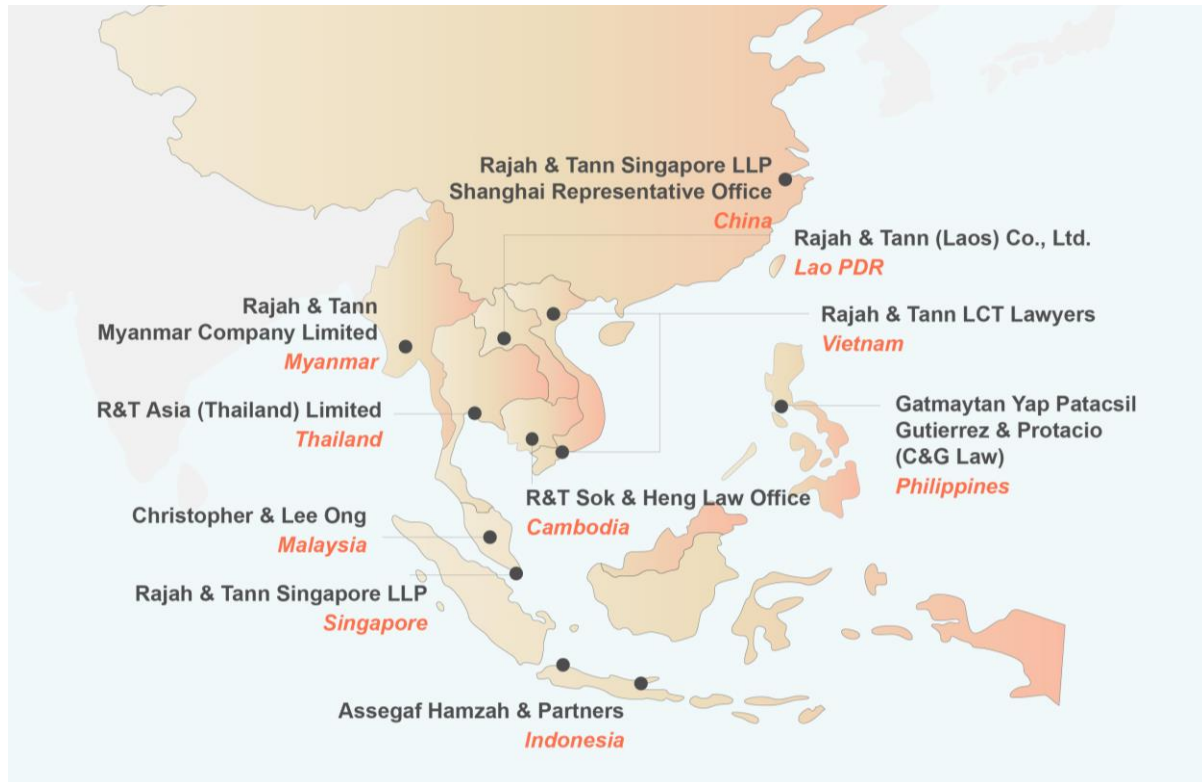 Rajah & Tann Singapore LLP
Shanghai Representative Office
China
Rajah & Tann (Laos) Co., Ltd.
Lao PDR
Rajah & Tann
Myanmar Company Limited
Myanmar
Rajah & Tann LCT Lawyers
Vietnam
R&T Asia (Thailand) Limited
Thailand
Gatmaytan Yap Patacsil
Gutierrez & Protacio
(C&G Law)
Philippines
R&T Sok & Heng Law Office
Cambodia
Christopher & Lee Ong
Malaysia
Rajah & Tann Singapore LLP
Singapore
Assegaf Hamzah & Partners
Indonesia